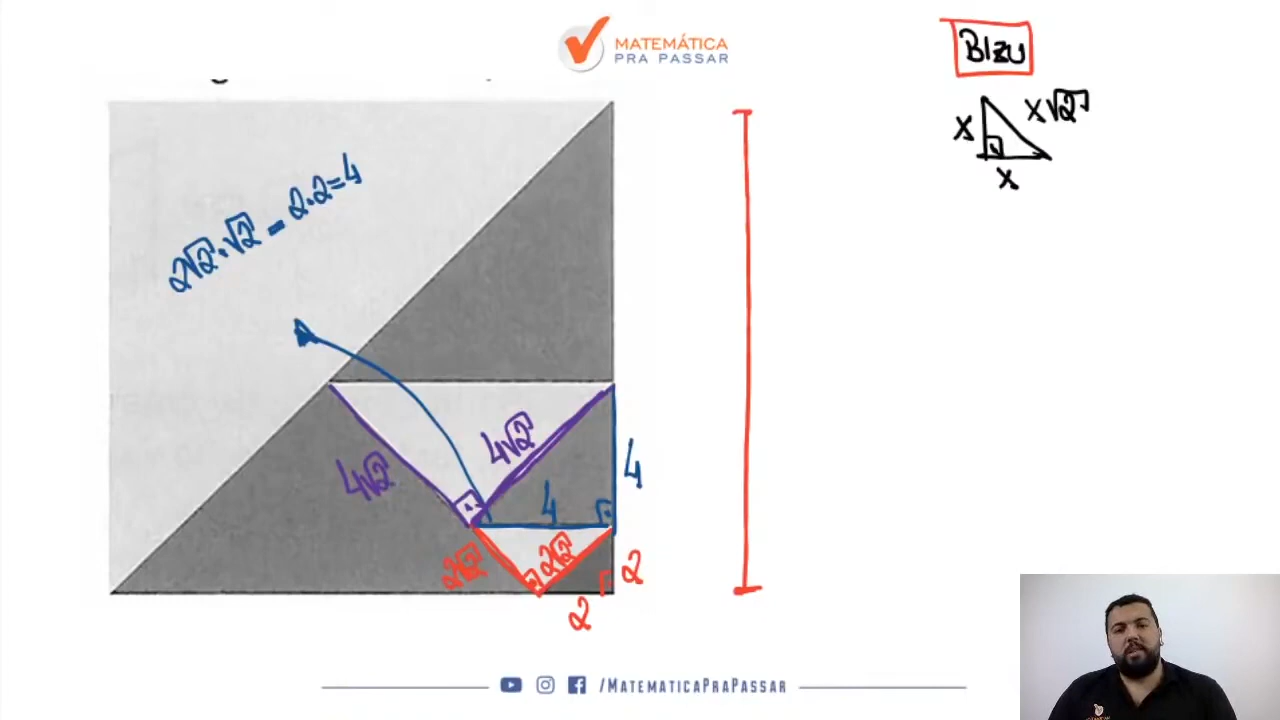 MATEMÁTICA
PRA PASSAR
BIZU
x
x√2
x
2√2·√2 = 2·2=4
4√2
4√2
4
4
2√2
2√2
2
2
/MATEMATICAPRAPASSAR